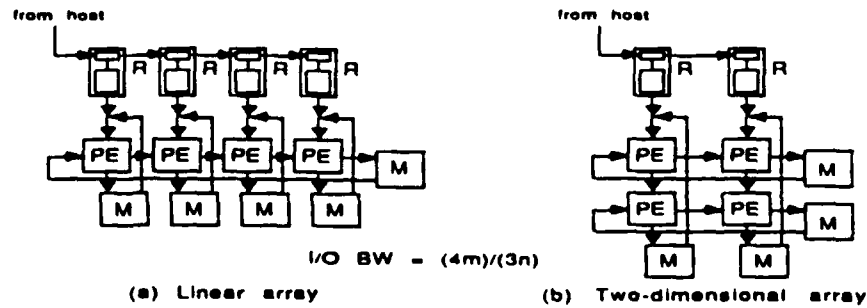 from host
from host
R R R R
R R
PE PE PE PE
M
M M M M
PE PE
M
PE PE
M
M M
I/O BW = (4m)/(3n)
(a) Linear array
(b) Two-dimensional array